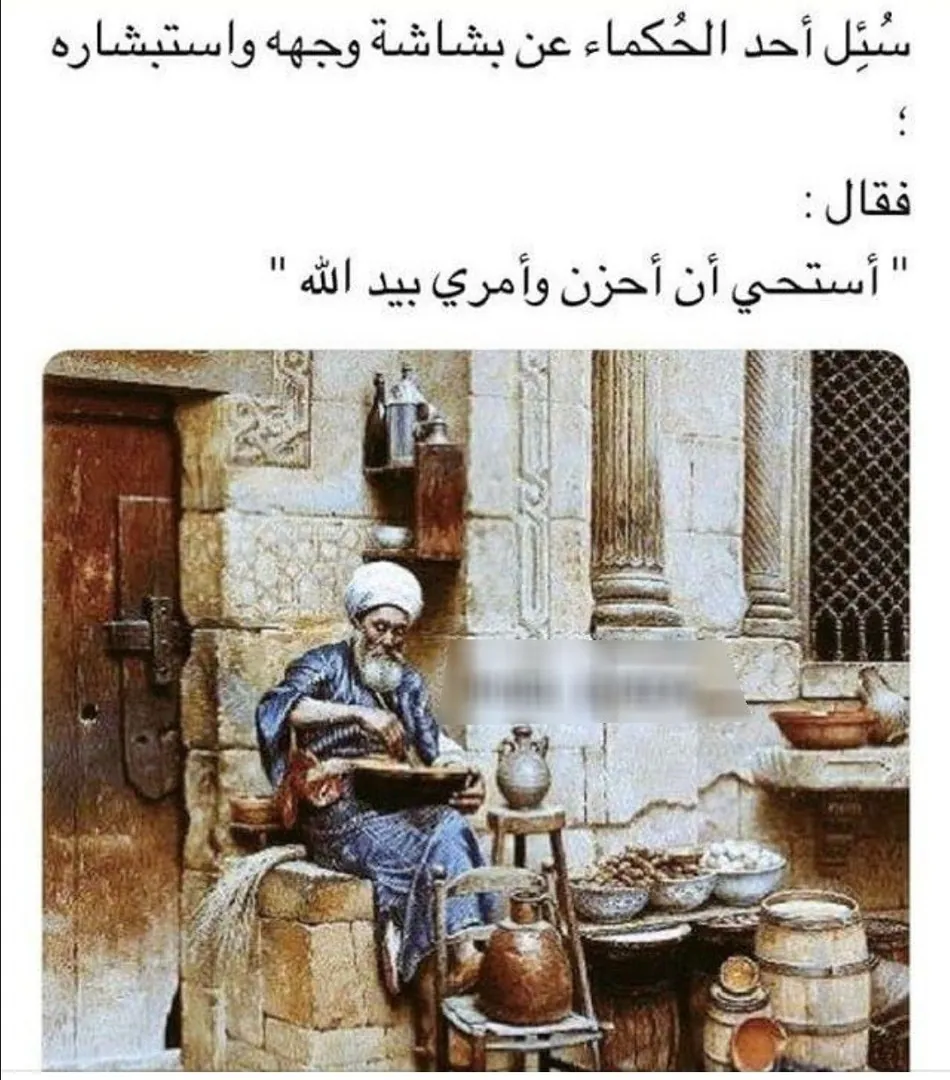 سُئِل أحد الحُكماء عن بشاشة وجهه واستبشاره
؛
فقال :
" أستحي أن أحزن وأمري بيد الله "